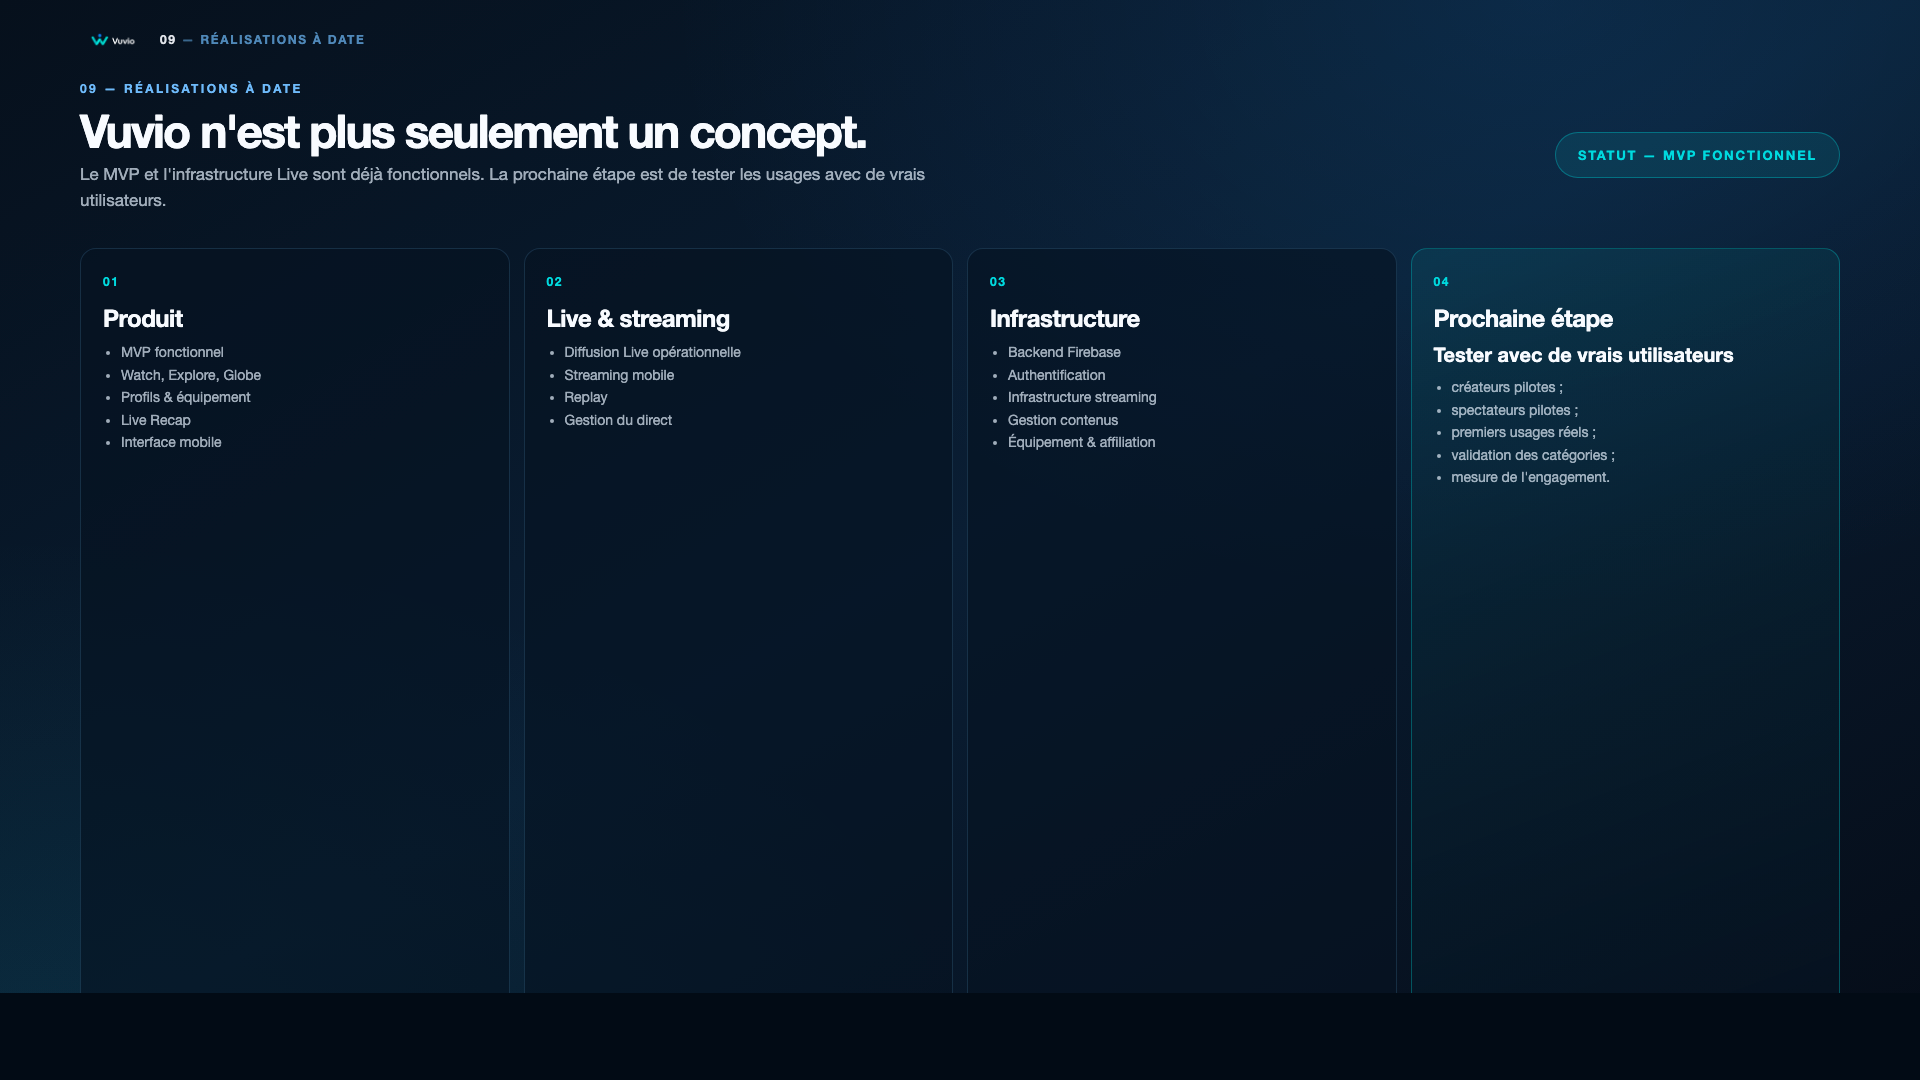 Vuvio
09 — RÉALISATIONS À DATE
09 — RÉALISATIONS À DATE
Vuvio n'est plus seulement un concept.
Le MVP et l'infrastructure Live sont déjà fonctionnels. La prochaine étape est de tester les usages avec de vrais
utilisateurs.
STATUT — MVP FONCTIONNEL
01
Produit
• MVP fonctionnel
• Watch, Explore, Globe
• Profils & équipement
• Live Recap
• Interface mobile
02
Live & streaming
• Diffusion Live opérationnelle
• Streaming mobile
• Replay
• Gestion du direct
03
Infrastructure
• Backend Firebase
• Authentification
• Infrastructure streaming
• Gestion contenus
• Équipement & affiliation
04
Prochaine étape
Tester avec de vrais utilisateurs
• créateurs pilotes ;
• spectateurs pilotes ;
• premiers usages réels ;
• validation des catégories ;
• mesure de l'engagement.